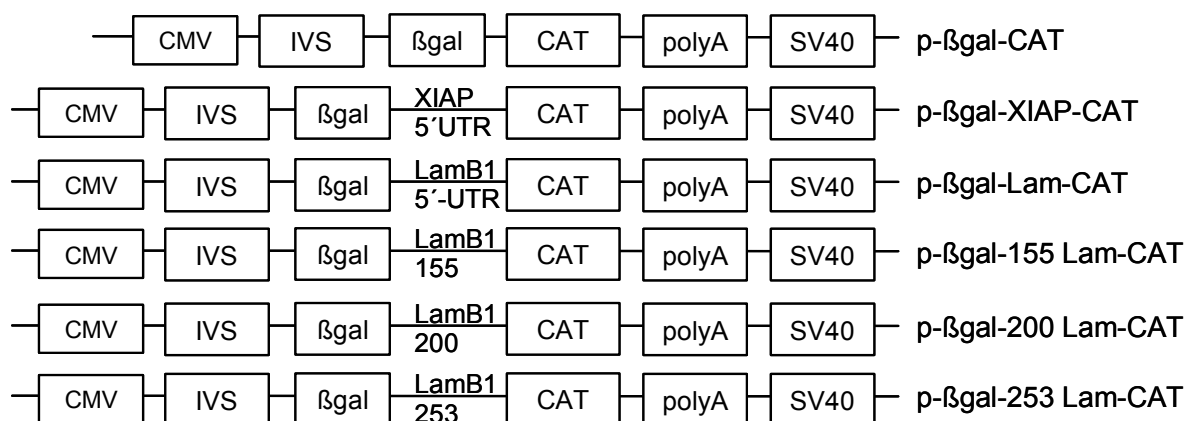 CMV IVS ßgal CAT polyA SV40 p-ßgal-CAT
XIAP
CMV IVS ßgal CAT polyA SV40 p-ßgal-XIAP-CAT
5´UTR
LamB1
CMV IVS ßgal CAT polyA SV40 p-ßgal-Lam-CAT
5´-UTR
LamB1
CMV IVS ßgal CAT polyA SV40 p-ßgal-155 Lam-CAT
155
LamB1
CMV IVS ßgal CAT polyA SV40 p-ßgal-200 Lam-CAT
200
LamB1
CMV IVS ßgal CAT polyA SV40 p-ßgal-253 Lam-CAT
253